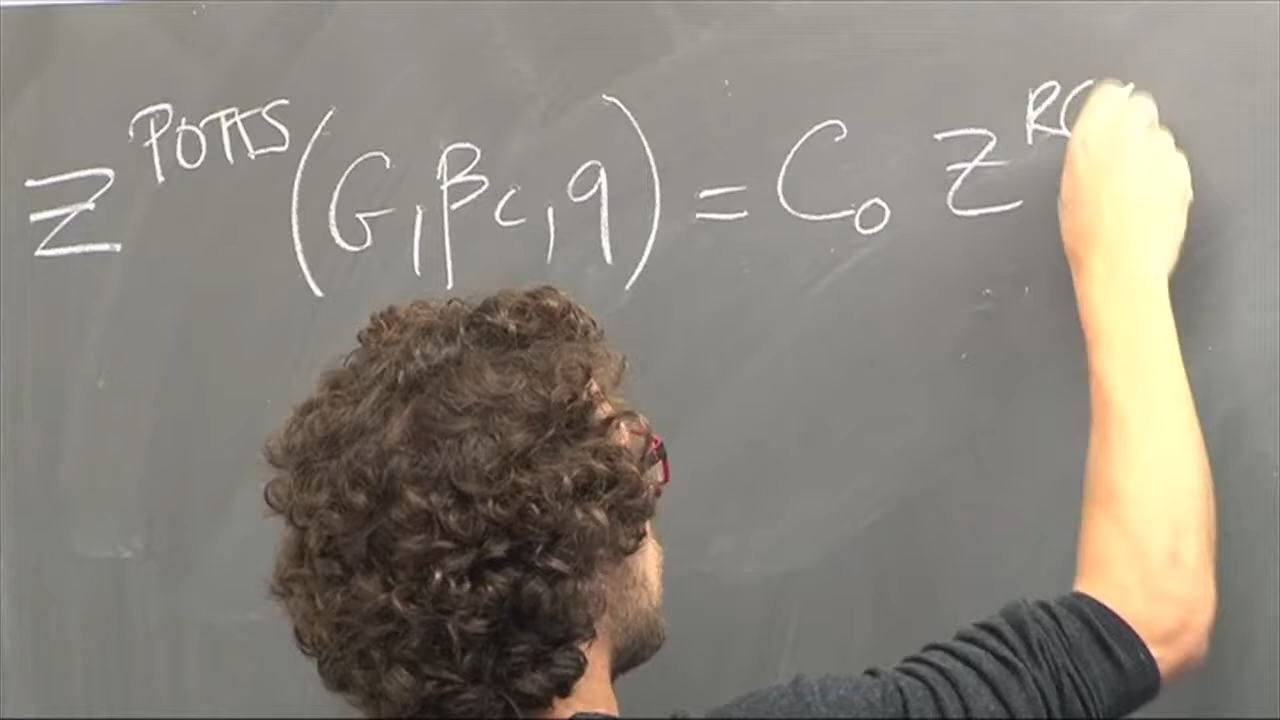 Z^POTTS (G, βc, q) = C₀ Z^RC